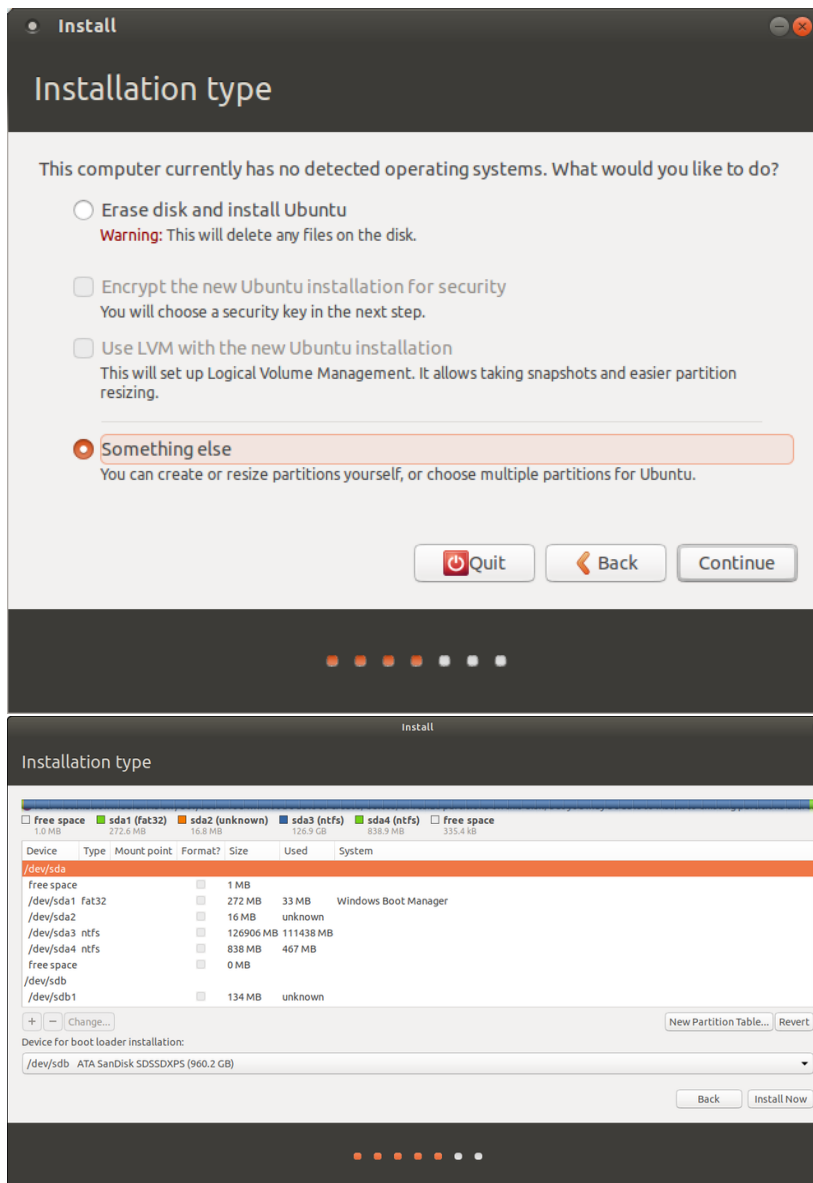 Install
Installation type
This computer currently has no detected operating systems. What would you like to do?
Erase disk and install Ubuntu
Warning: This will delete any files on the disk.
Encrypt the new Ubuntu installation for security
You will choose a security key in the next step.
Use LVM with the new Ubuntu installation
This will set up Logical Volume Management. It allows taking snapshots and easier partition
resizing.
Something else
You can create or resize partitions yourself, or choose multiple partitions for Ubuntu.
Quit Back Continue
Install
Installation type
free space sda1 (fat32) sda2 (unknown) sda3 (ntfs) sda4 (ntfs) free space
1.0 MB 272.6 MB 16.8 MB 126.9 GB 838.9 MB 335.4 kB
Device Type Mount point Format? Size Used System
/dev/sda
free space 1 MB
/dev/sda1 fat32 272 MB 33 MB Windows Boot Manager
/dev/sda2 16 MB unknown
/dev/sda3 ntfs 126906 MB 111438 MB
/dev/sda4 ntfs 838 MB 467 MB
free space 0 MB
/dev/sdb
/dev/sdb1 134 MB unknown
+ − Change... New Partition Table... Revert
Device for boot loader installation:
/dev/sdb ATA SanDisk SDSSDXPS (960.2 GB)
Back Install Now